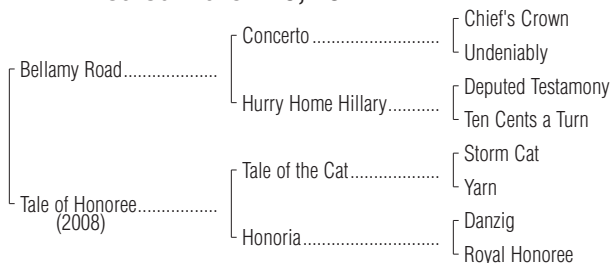 Chief's Crown
Concerto
Undeniably
Bellamy Road
Deputed Testamony
Hurry Home Hillary
Ten Cents a Turn
Storm Cat
Tale of the Cat
Yarn
Tale of Honoree
(2008)
Danzig
Honoria
Royal Honoree